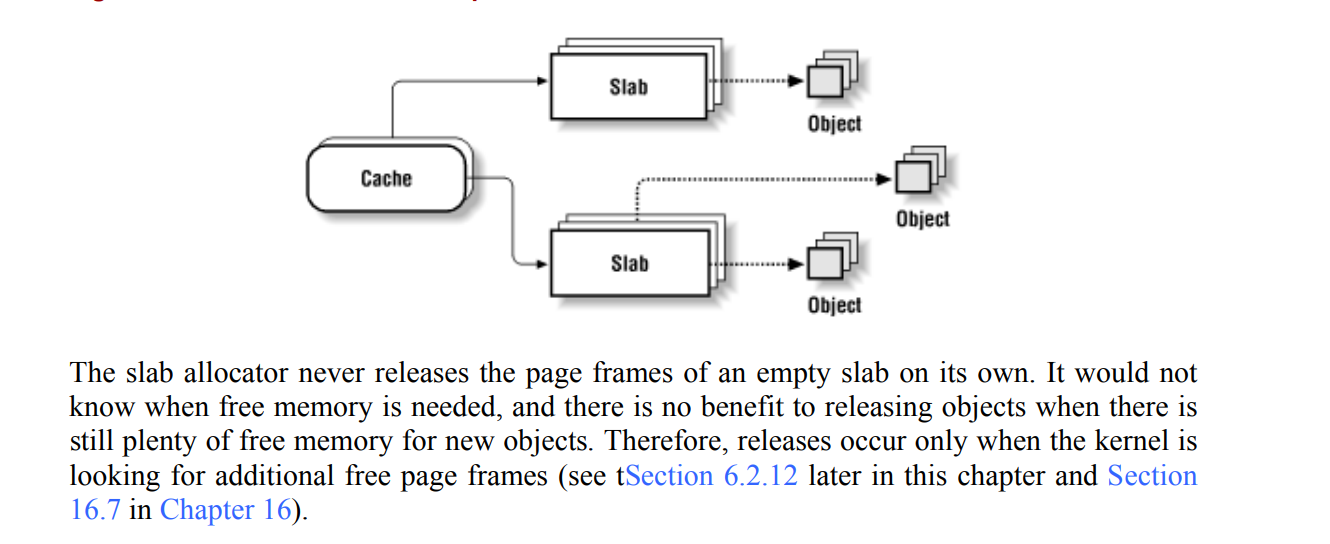 Slab
Object
Cache
Object
Slab
Object
The slab allocator never releases the page frames of an empty slab on its own. It would not
know when free memory is needed, and there is no benefit to releasing objects when there is
still plenty of free memory for new objects. Therefore, releases occur only when the kernel is
looking for additional free page frames (see tSection 6.2.12 later in this chapter and Section
16.7 in Chapter 16).